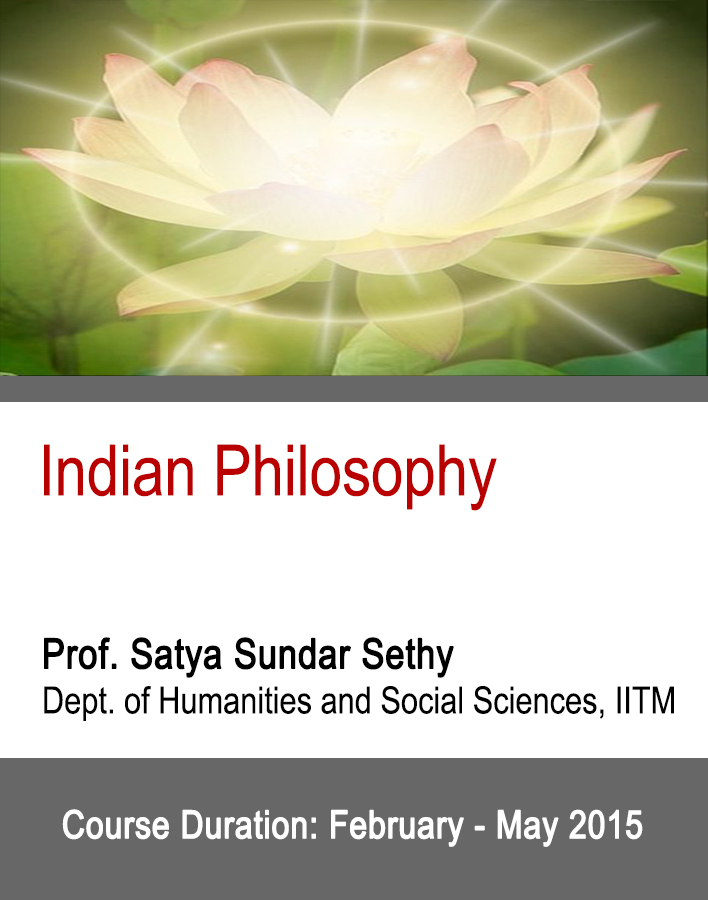 Indian Philosophy
Prof. Satya Sundar Sethy
Dept. of Humanities and Social Sciences, IITM
Course Duration: February - May 2015